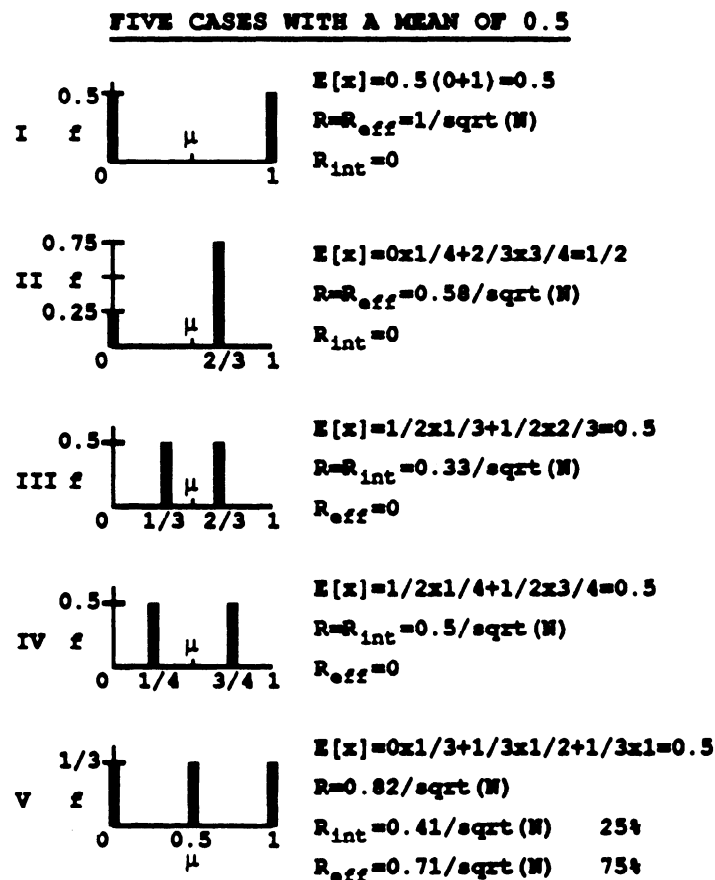 FIVE CASES WITH A MEAN OF 0.5
E[x]=0.5(0+1)=0.5
0.5
R=Reff=1/sqrt(N)
I f μ
Rint=0
0 1
0.75
E[x]=0x1/4+2/3x3/4=1/2
II f
R=Reff=0.58/sqrt(N)
0.25 μ
Rint=0
0 2/3 1
E[x]=1/2x1/3+1/2x2/3=0.5
0.5
R=Rint=0.33/sqrt(N)
III f μ
Reff=0
0 1/3 2/3 1
E[x]=1/2x1/4+1/2x3/4=0.5
0.5
R=Rint=0.5/sqrt(N)
IV f μ
Reff=0
0 1/4 3/4 1
E[x]=0x1/3+1/3x1/2+1/3x1=0.5
1/3
R=0.82/sqrt(N)
V f
Rint=0.41/sqrt(N) 25%
0 0.5 1
μ
Reff=0.71/sqrt(N) 75%